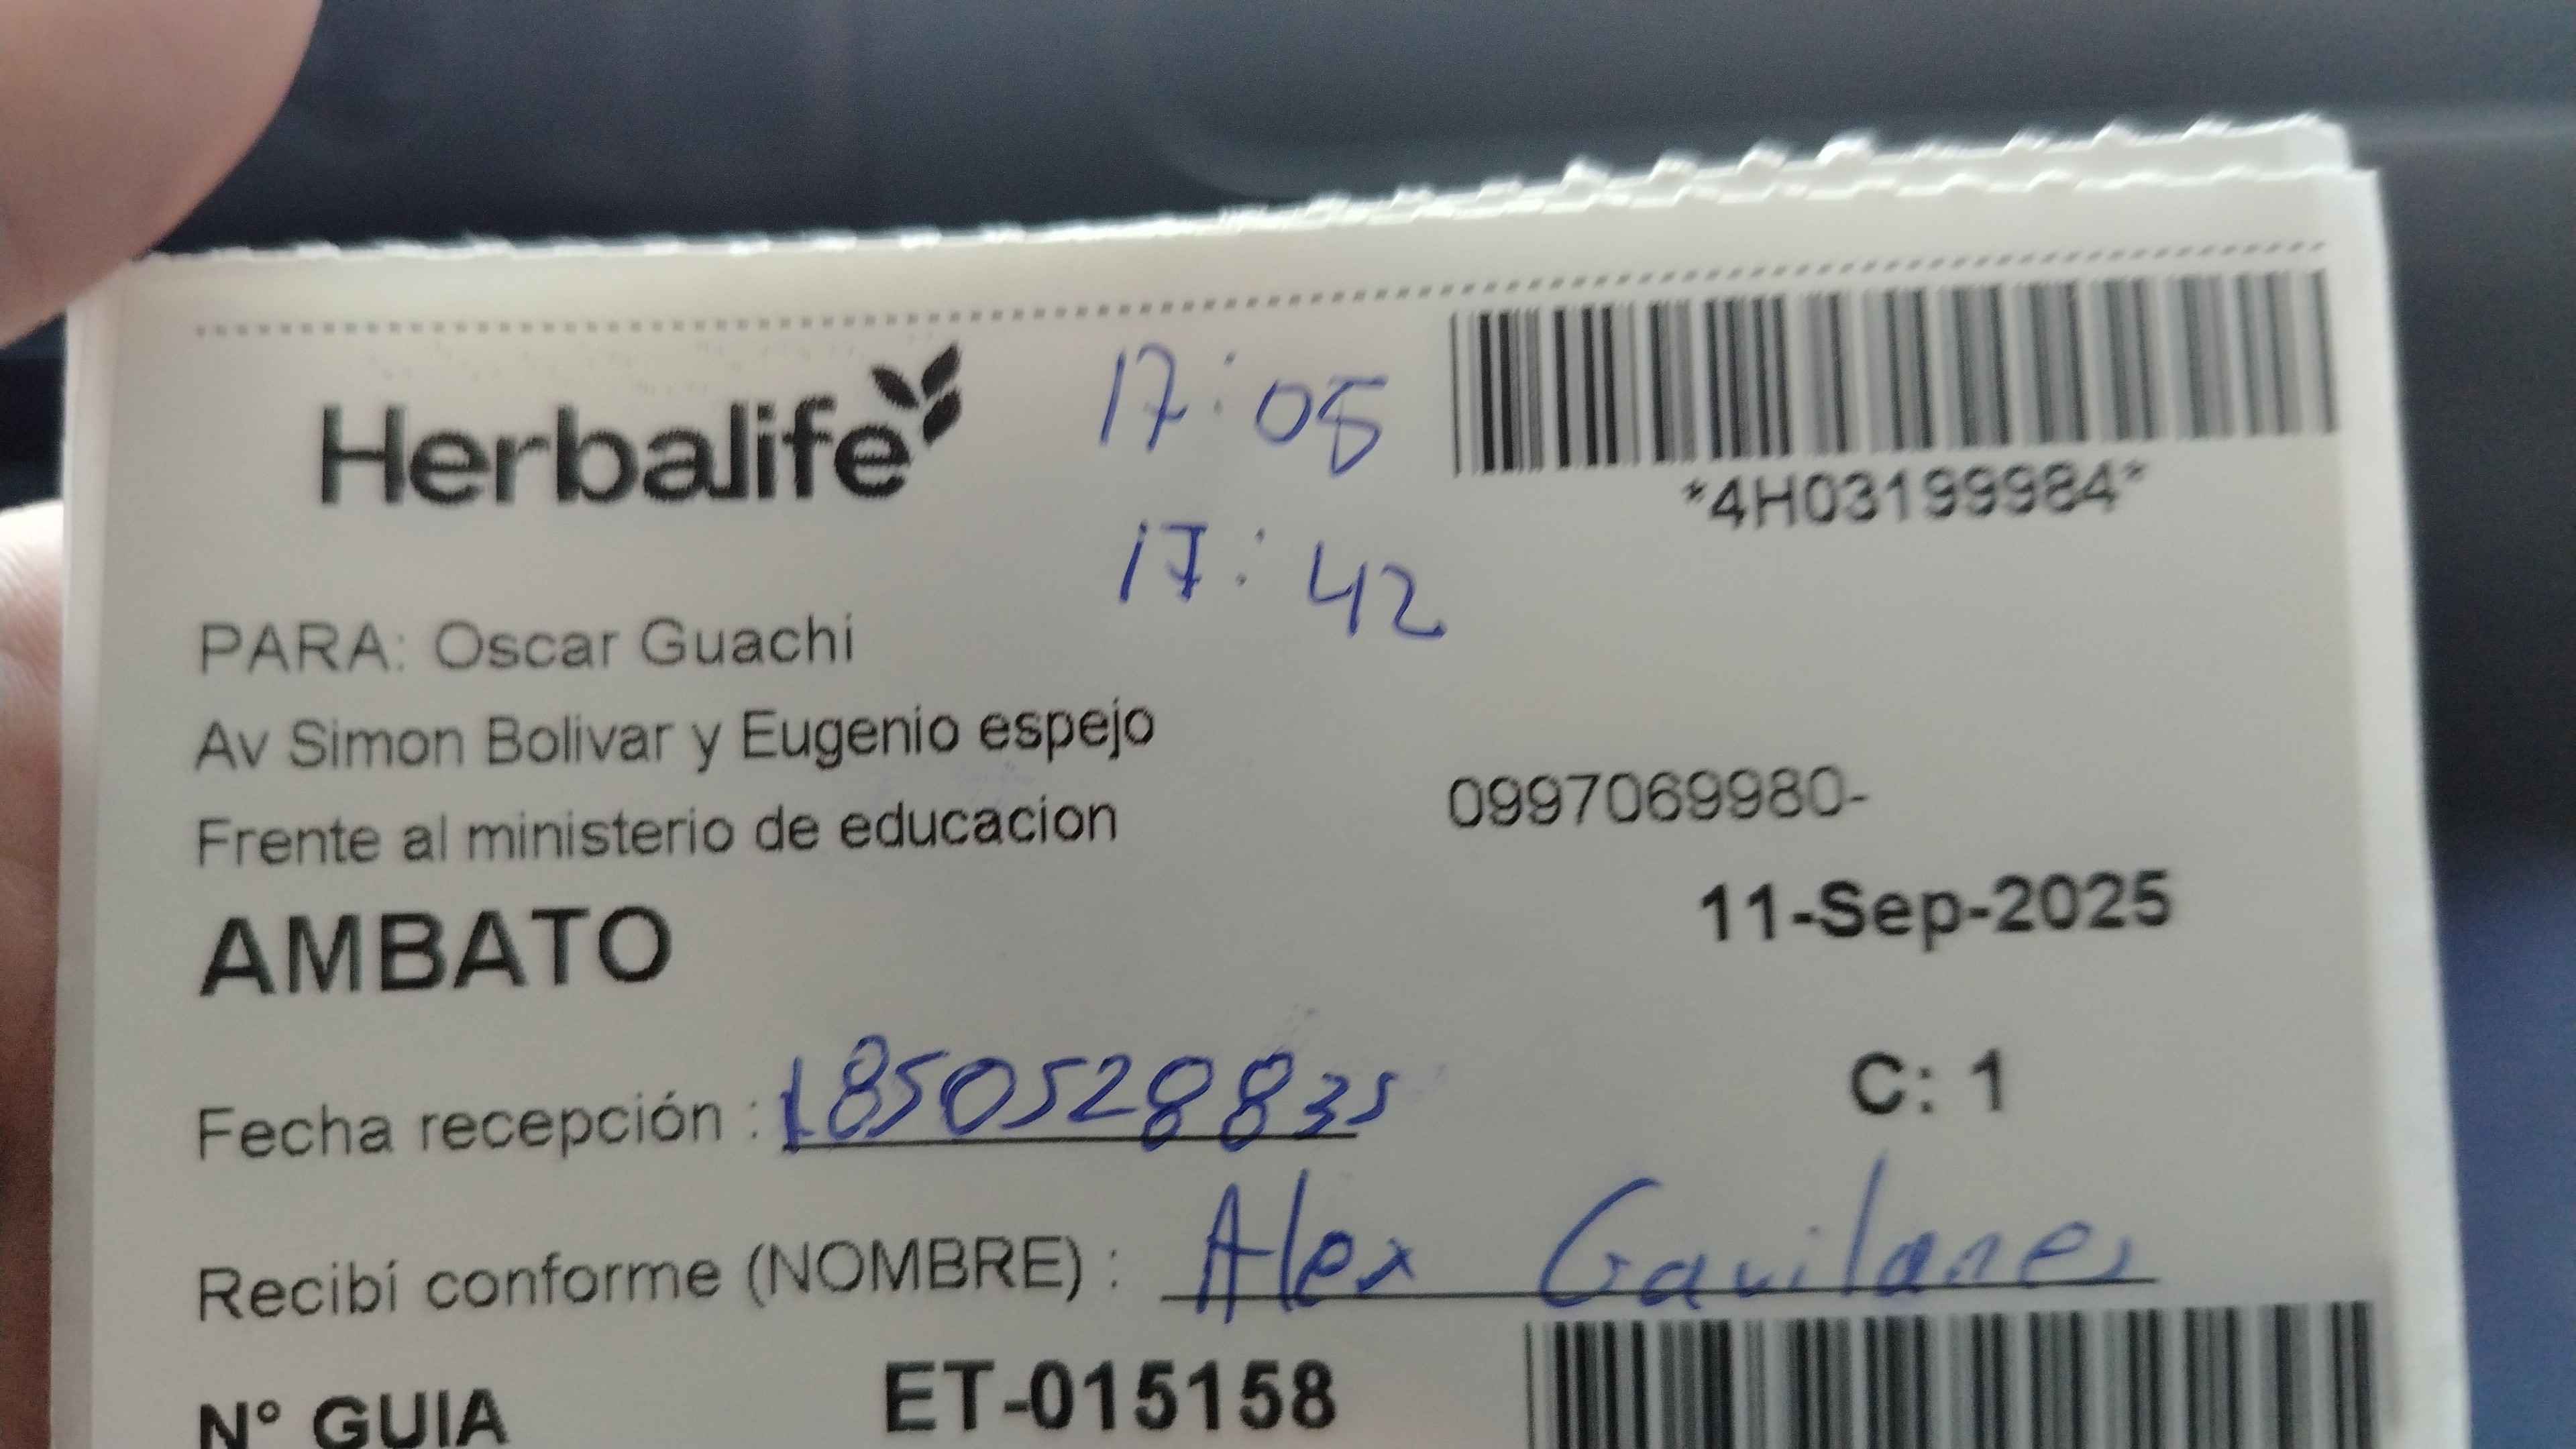 Herbalife
17:05
*4H03199984*
17:42
PARA: Oscar Guachi
Av Simon Bolivar y Eugenio espejo
Frente al ministerio de educacion
0997069980-
AMBATO
11-Sep-2025
C: 1
Fecha recepción : 1850528835
Recibí conforme (NOMBRE) : Alex Gavilanes
N° GUIA ET-015158